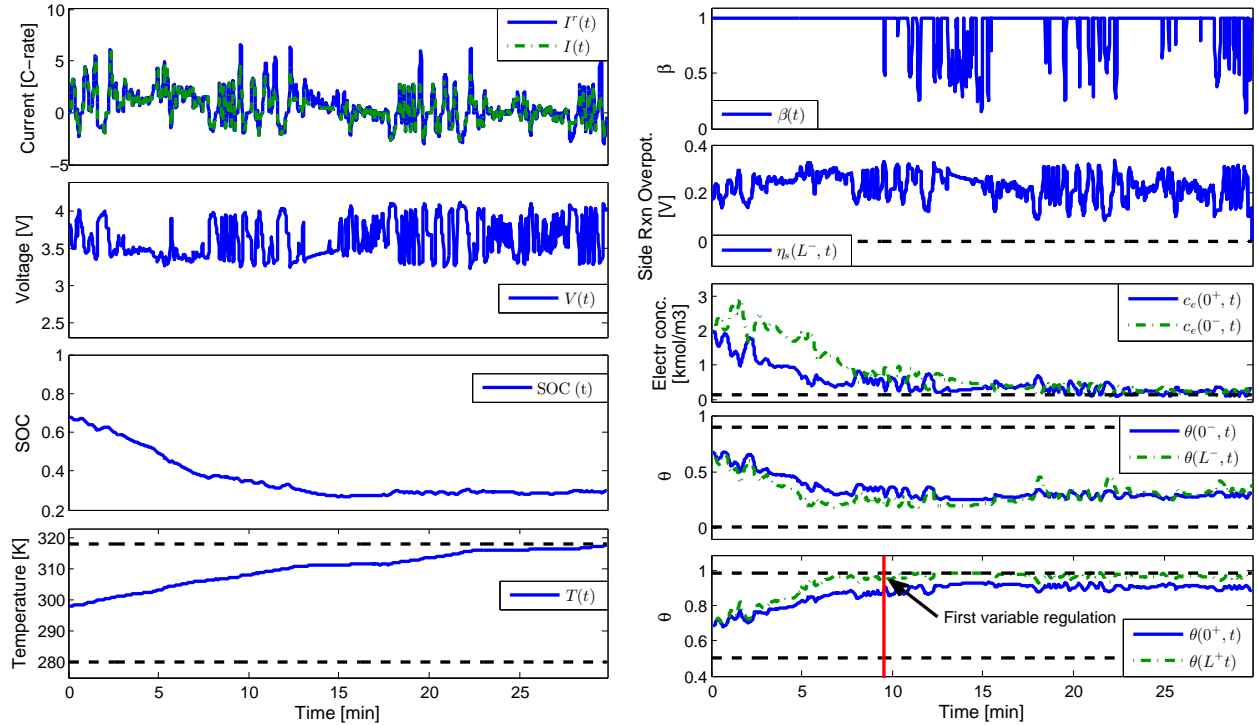 10
5
0
−5
Current [C−rate]
I^r(t)
I(t)
4
3.5
3
2.5
Voltage [V]
V(t)
1
0.8
0.6
0.4
0.2
SOC
SOC (t)
320
310
300
290
280
Temperature [K]
T(t)
0 5 10 15 20 25
Time [min]
1
0.5
0
β
β(t)
0.4
0.2
0
Side Rxn Overpot.
[V]
η_s(L^−, t)
3
2
1
0
Electr conc.
[kmol/m3]
c_e(0^+, t)
c_e(0^−, t)
1
0.5
0
θ
θ(0^−, t)
θ(L^−, t)
1
0.8
0.6
0.4
θ
First variable regulation
θ(0^+, t)
θ(L^+t)
0 5 10 15 20 25
Time [min]